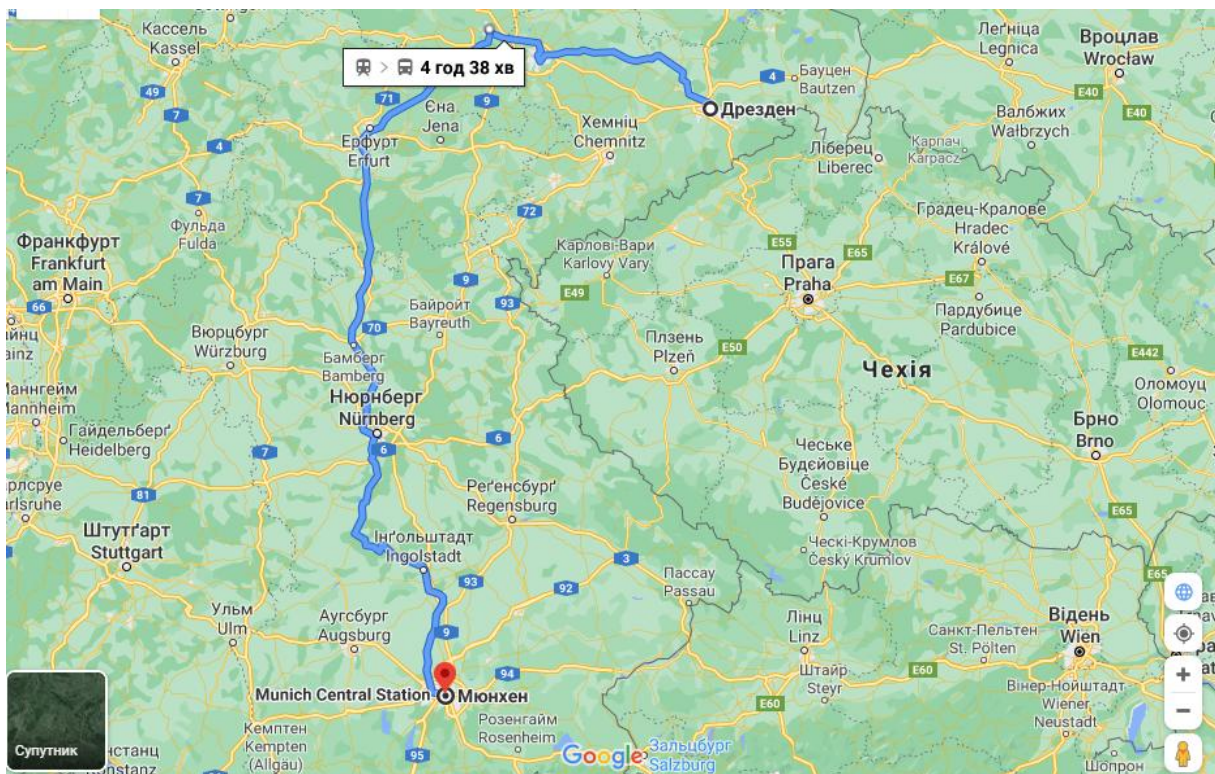 Кассель
Kassel
Леґніца
Legnica
Вроцлав
Wrocław
4 год 38 хв
49
7
71
9
4
Бауцен
Bautzen
E40
Єна
Jena
Дрезден
Хемніц
Chemnitz
Валбжих
Wałbrzych
E40
Ерфурт
Erfurt
4
Ліберец
Liberec
Карпач
Karpacz
7
Фульда
Fulda
72
Градец-Кралове
Hradec
Králové
Франкфурт
Frankfurt
am Main
Карлові-Вари
Karlovy Vary
E55
E65
Прага
Praha
E67
9
93
E49
66
Байройт
Bayreuth
Пардубице
Pardubice
Вюрцбург
Würzburg
70
Плзень
Plzeň
E50
E442
Бамберг
Bamberg
Чехія
Оломоуц
Olomouc
Нюрнберг
Nürnberg
Брно
Brno
Гайдельберґ
Heidelberg
7
6
6
Чеське
Будєйовіце
České
Budějovice
81
Реґенсбурґ
Regensburg
E65
Штутґарт
Stuttgart
Інґольштадт
Ingolstadt
3
Ческі-Крумлов
Český Krumlov
93
92
Пассау
Passau
E65
Ульм
Ulm
Аугсбург
Augsburg
9
Лінц
Linz
Санкт-Пельтен
St. Pölten
Відень
Wien
94
Штайр
Steyr
E60
E60
Munich Central Station
Мюнхен
Вінер-Нойштадт
Wiener
Neustadt
Розенгайм
Rosenheim
Кемптен
Kempten
(Allgäu)
Супутник
95
Google
Зальцбург
Salzburg
Шопрон